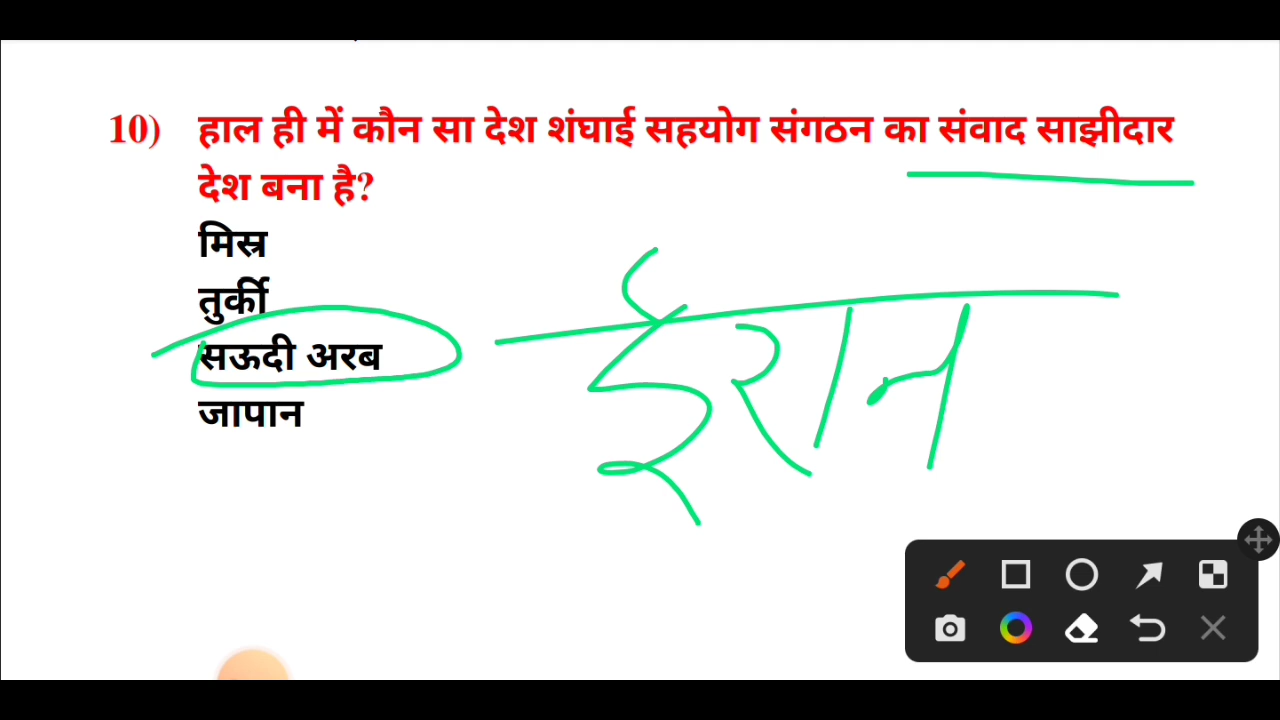 10) हाल ही में कौन सा देश शंघाई सहयोग संगठन का संवाद साझीदार
देश बना है?
मिस्र
तुर्की
सऊदी अरब
जापान
ईरान